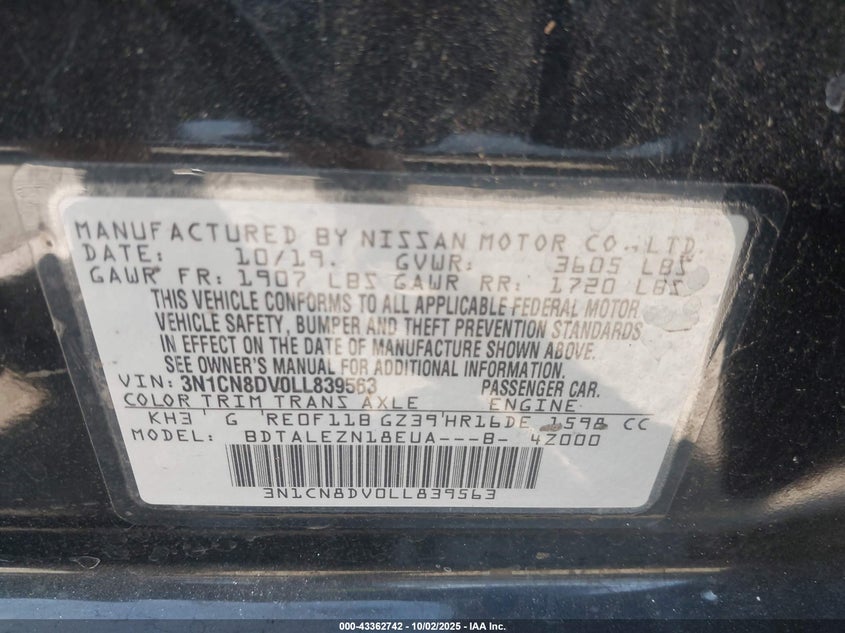 MANUFACTURED BY NISSAN MOTOR CO., LTD.
DATE: 10/19. GVWR: 3605 LBS
GAWR FR: 1907 LBS GAWR RR: 1720 LBS
THIS VEHICLE CONFORMS TO ALL APPLICABLE FEDERAL MOTOR
VEHICLE SAFETY, BUMPER AND THEFT PREVENTION STANDARDS
IN EFFECT ON THE DATE OF MANUFACTURE SHOWN ABOVE.
SEE OWNER'S MANUAL FOR ADDITIONAL INFORMATION.
VIN: 3N1CN8DV0LL839563 PASSENGER CAR.
COLOR TRIM TRANS AXLE ENGINE
KH3 G RE0F11B GZ39 HR16DE 1598 CC
MODEL: BDTALEZN18EUA---B- 4Z000
3N1CN8DV0LL839563
000-43362742 - 10/02/2025 - IAA Inc.